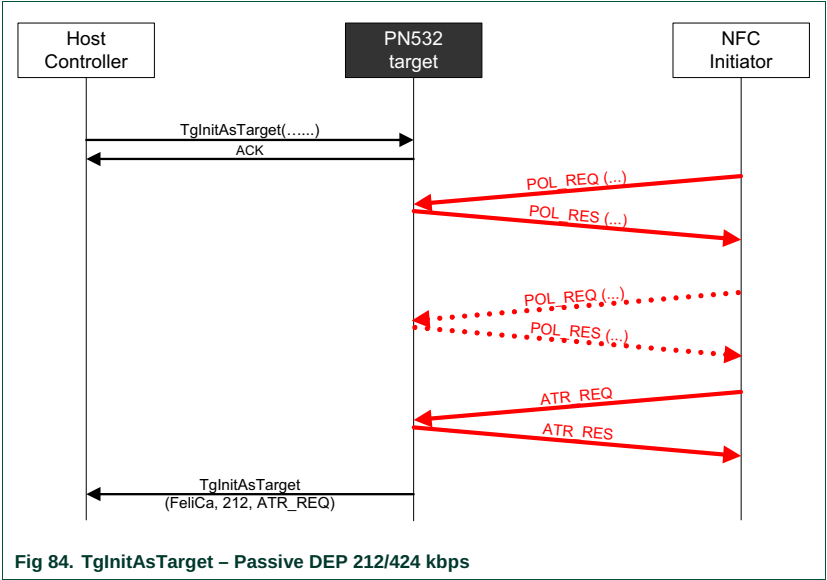 Host
Controller
PN532
target
NFC
Initiator
TgInitAsTarget(…...)
ACK
POL_REQ (...)
POL_RES (...)
POL_REQ (...)
POL_RES (...)
ATR_REQ
ATR_RES
TgInitAsTarget
(FeliCa, 212, ATR_REQ)
Fig 84. TgInitAsTarget – Passive DEP 212/424 kbps